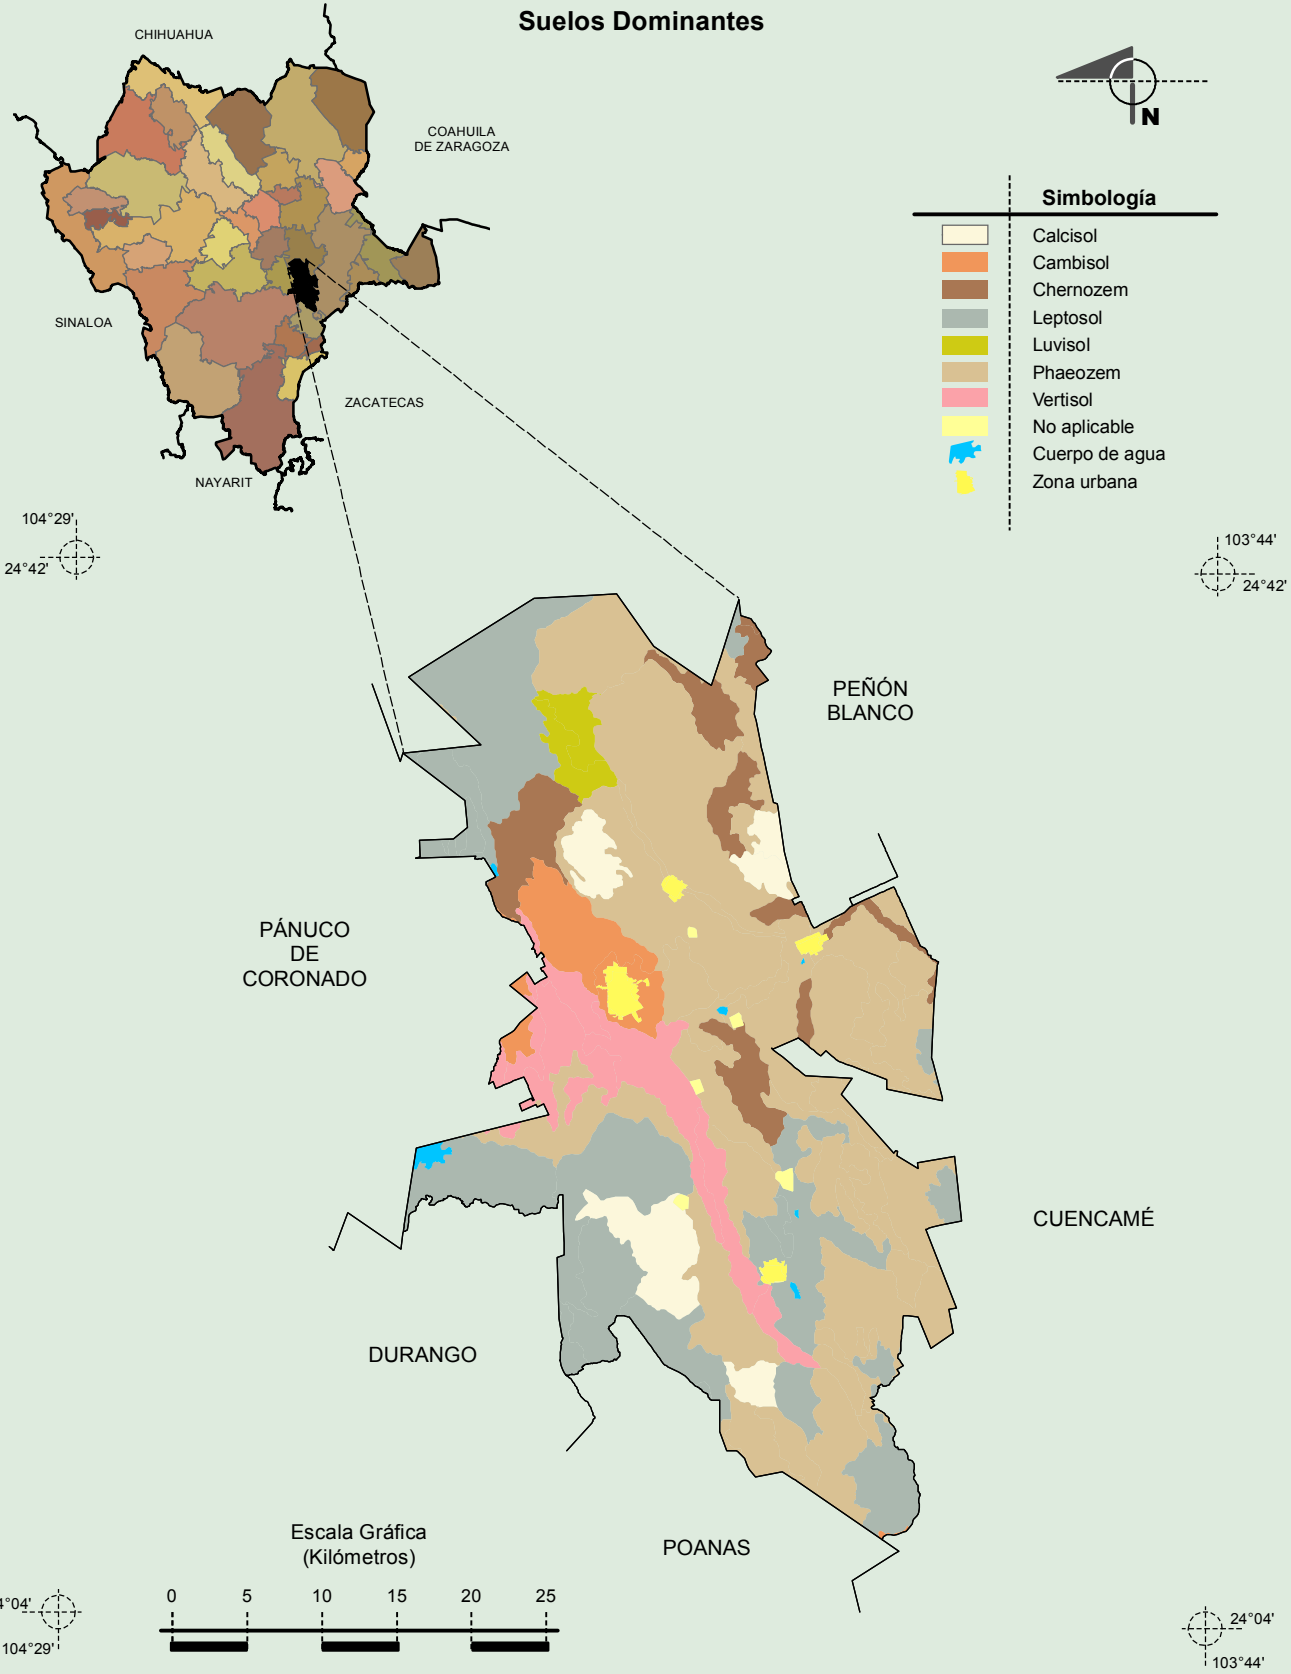 Suelos Dominantes
CHIHUAHUA
COAHUILA
DE ZARAGOZA
SINALOA
ZACATECAS
NAYARIT
N
Simbología
Calcisol
Cambisol
Chernozem
Leptosol
Luvisol
Phaeozem
Vertisol
No aplicable
Cuerpo de agua
Zona urbana
104°29'
24°42'
103°44'
24°42'
PEÑÓN
BLANCO
PÁNUCO
DE
CORONADO
CUENCAMÉ
DURANGO
POANAS
Escala Gráfica
(Kilómetros)
0 5 10 15 20 25
4°04'
104°29'
24°04'
103°44'